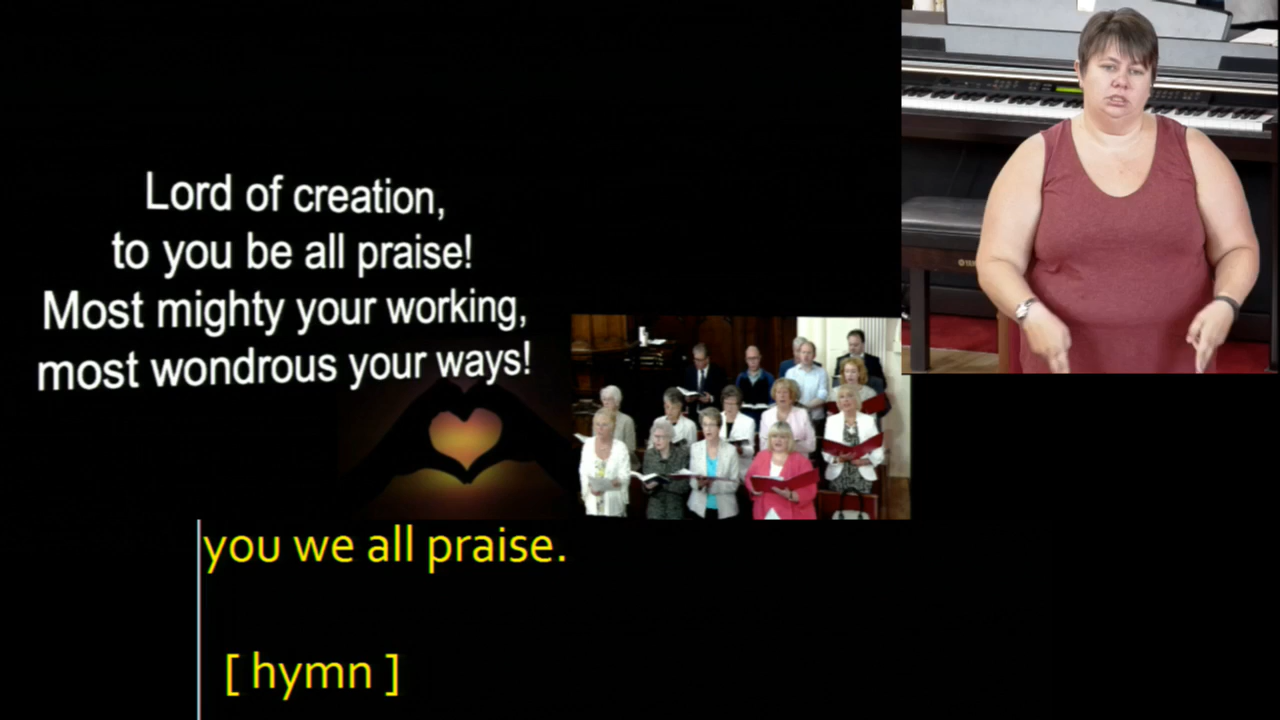 Lord of creation,
to you be all praise!
Most mighty your working,
most wondrous your ways!
you we all praise.
[ hymn ]